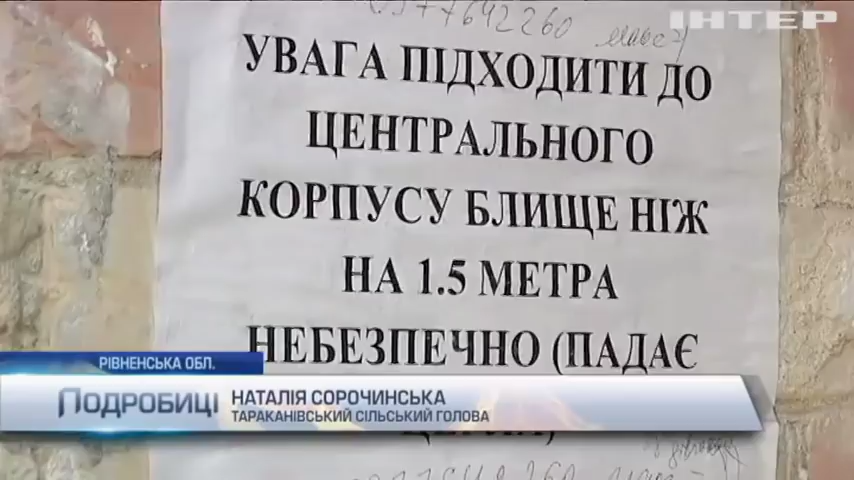 ІНТЕР
УВАГА ПІДХОДИТИ ДО
ЦЕНТРАЛЬНОГО
КОРПУСУ БЛИЩЕ НІЖ
НА 1.5 МЕТРА
НЕБЕЗПЕЧНО (ПАДАЄ
РІВНЕНСЬКА ОБЛ.
ПОДРОБИЦІ
НАТАЛІЯ СОРОЧИНСЬКА
ТАРАКАНІВСЬКИЙ СІЛЬСЬКИЙ ГОЛОВА